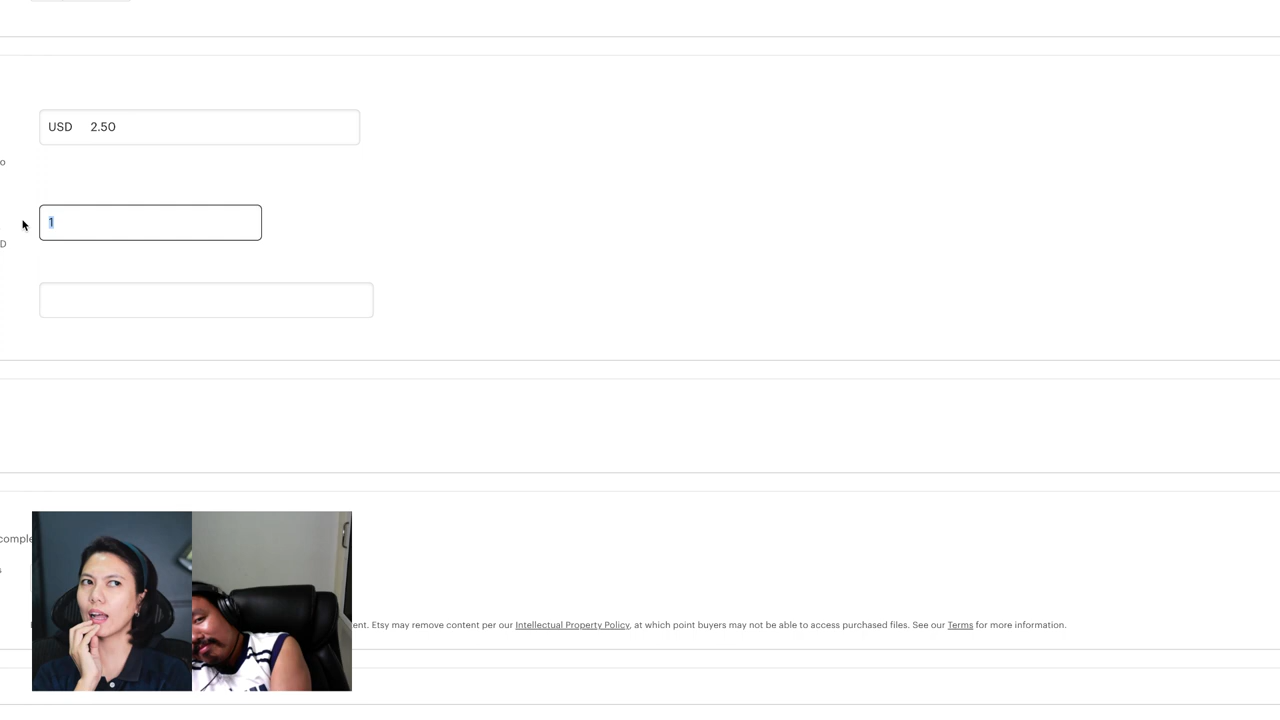 USD 2.50
o
1
D
comple
s
ent. Etsy may remove content per our Intellectual Property Policy, at which point buyers may not be able to access purchased files. See our Terms for more information.